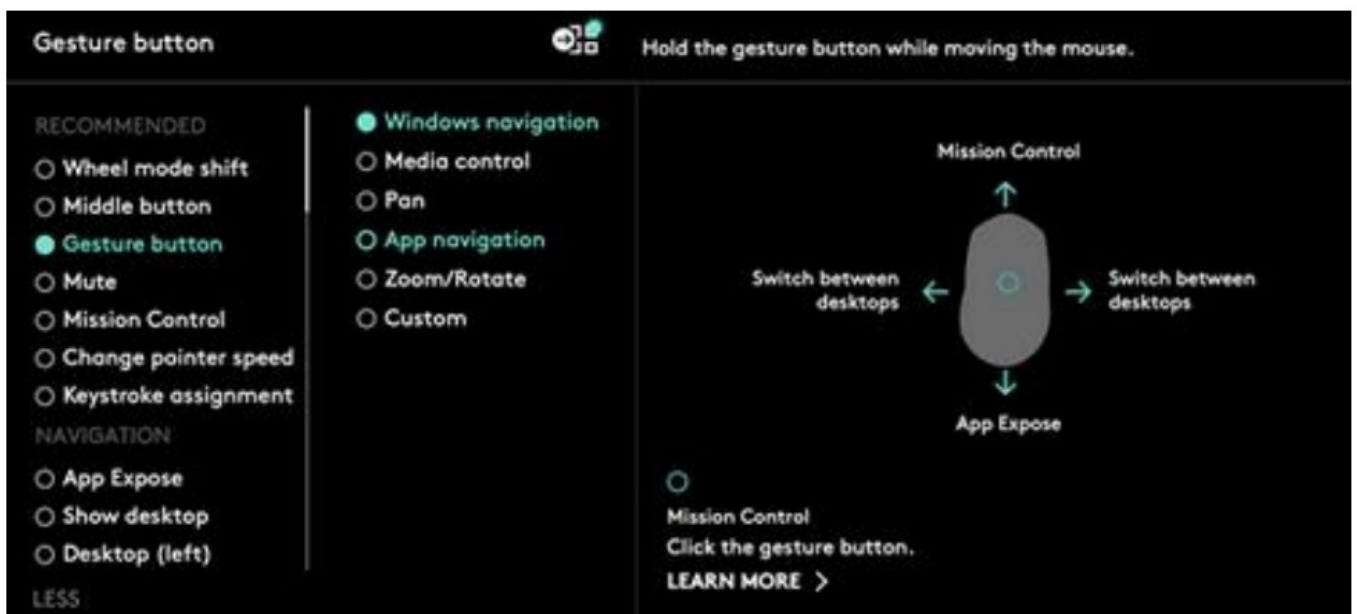 Gesture button
Hold the gesture button while moving the mouse.
RECOMMENDED
Wheel mode shift
Middle button
Gesture button
Mute
Mission Control
Change pointer speed
Keystroke assignment
NAVIGATION
App Expose
Show desktop
Desktop (left)
LESS
Windows navigation
Media control
Pan
App navigation
Zoom/Rotate
Custom
Mission Control
Switch between
desktops
Switch between
desktops
App Expose
Mission Control
Click the gesture button.
LEARN MORE